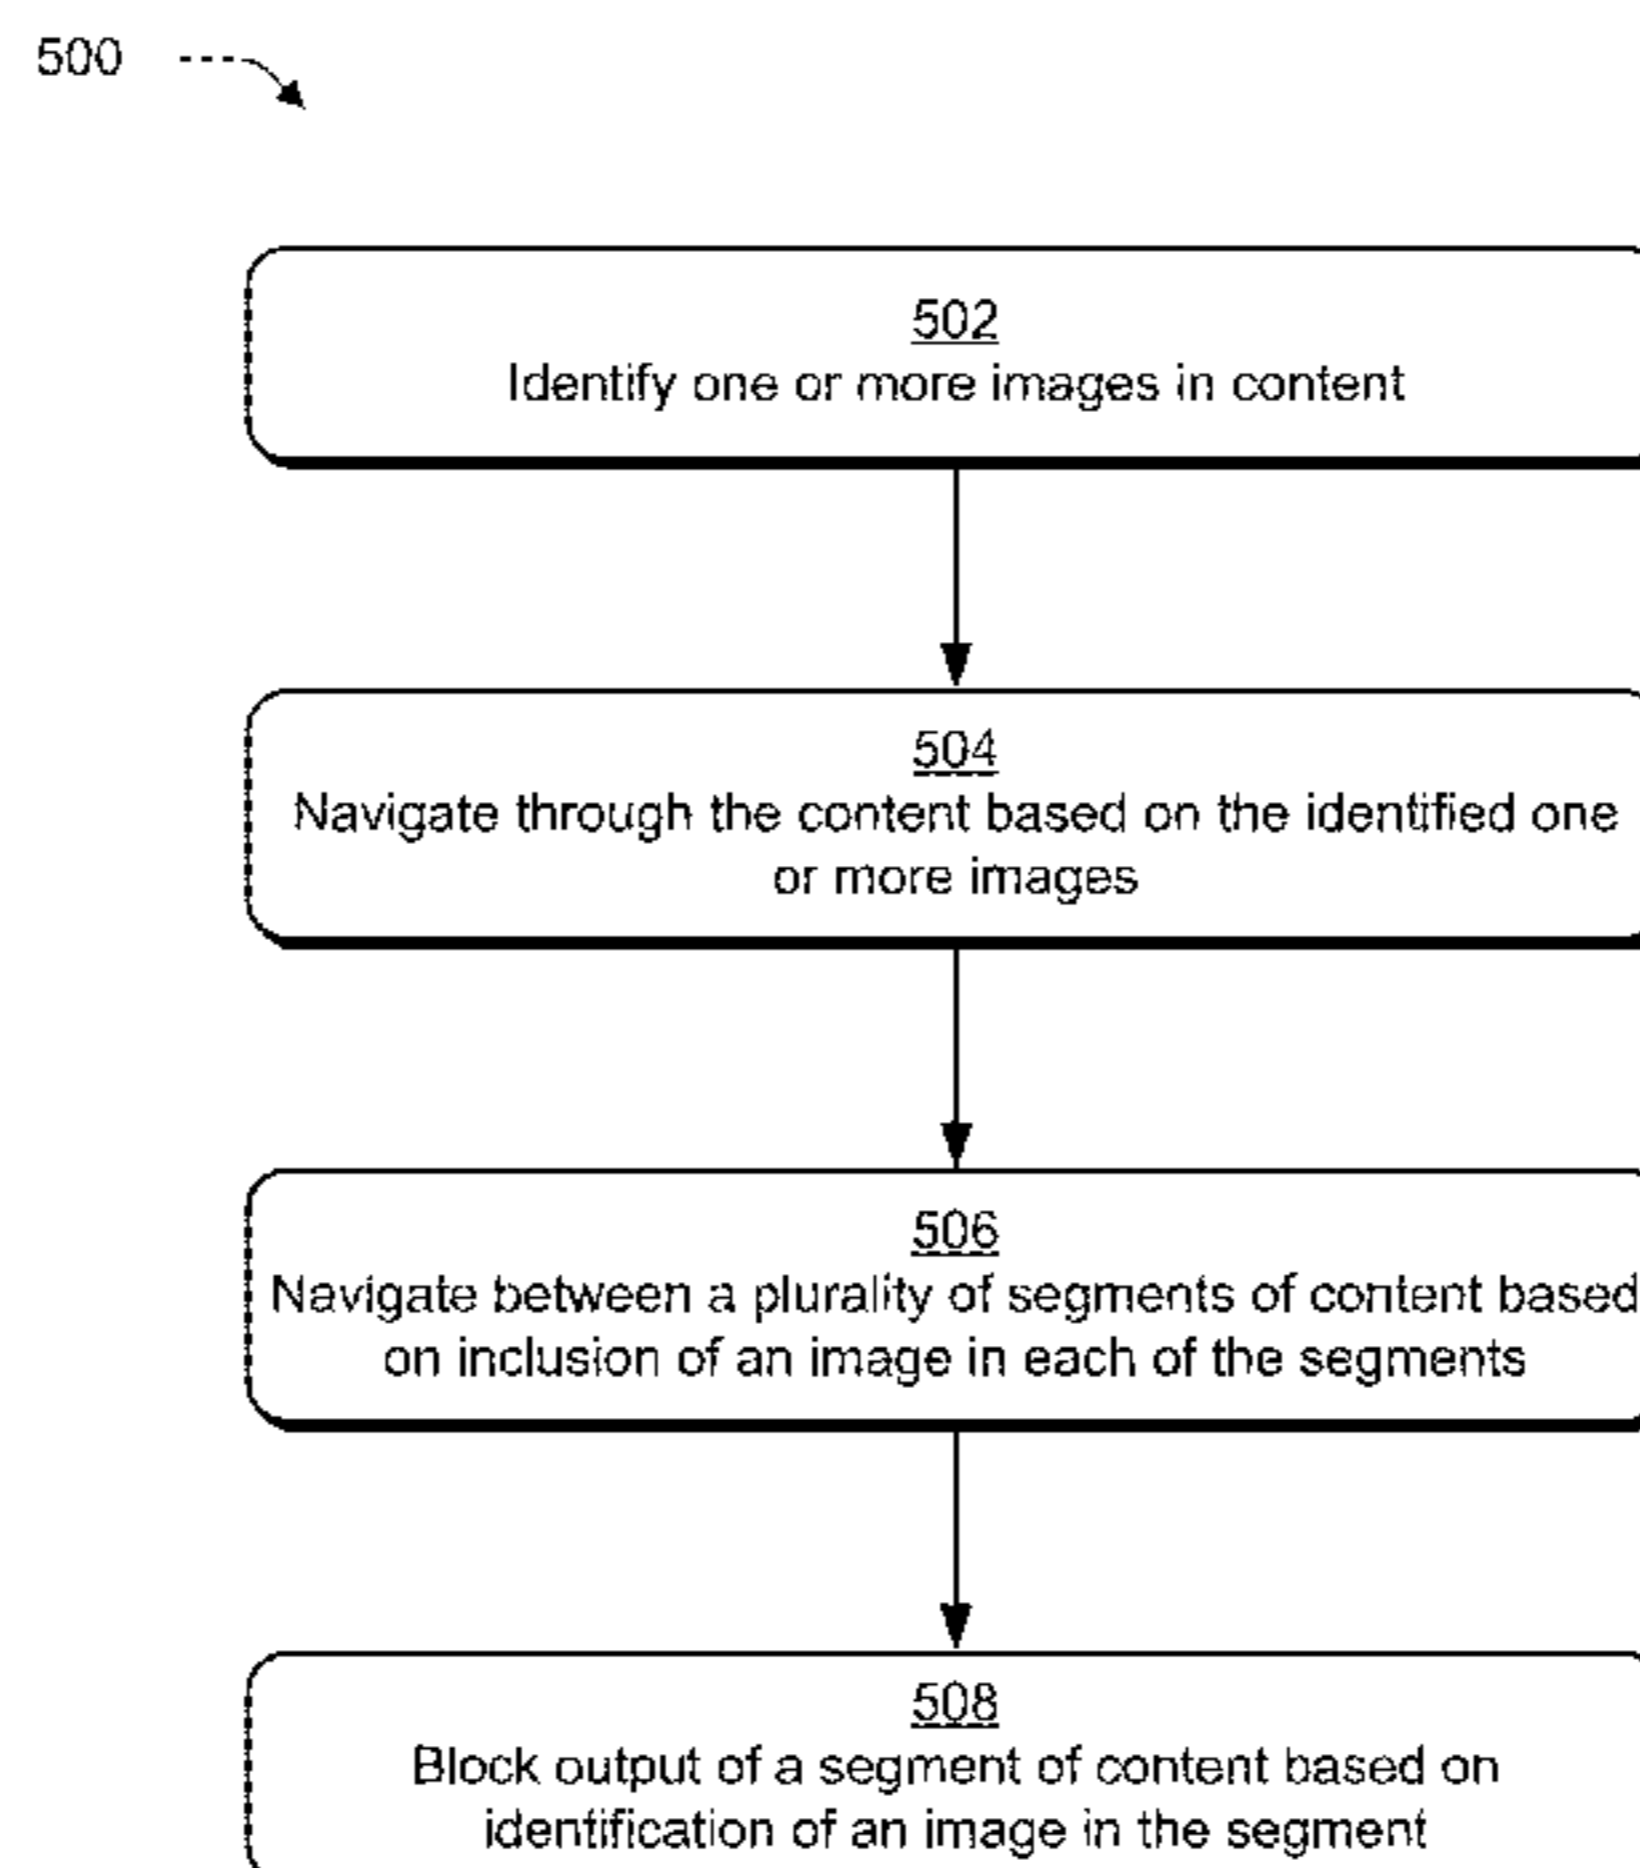 500
502
Identify one or more images in content
504
Navigate through the content based on the identified one
or more images
506
Navigate between a plurality of segments of content based
on inclusion of an image in each of the segments
508
Block output of a segment of content based on
identification of an image in the segment